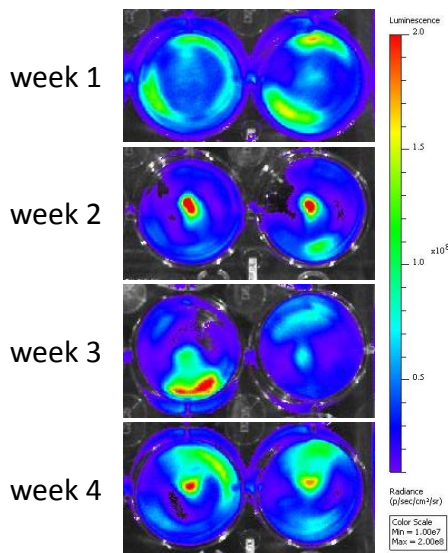 Luminescence
week 1
2.0
1.5
week 2
1.0
x10⁸
week 3
0.5
week 4
Radiance
(p/sec/cm²/sr)
Color Scale
Min = 1.00e7
Max = 2.00e8